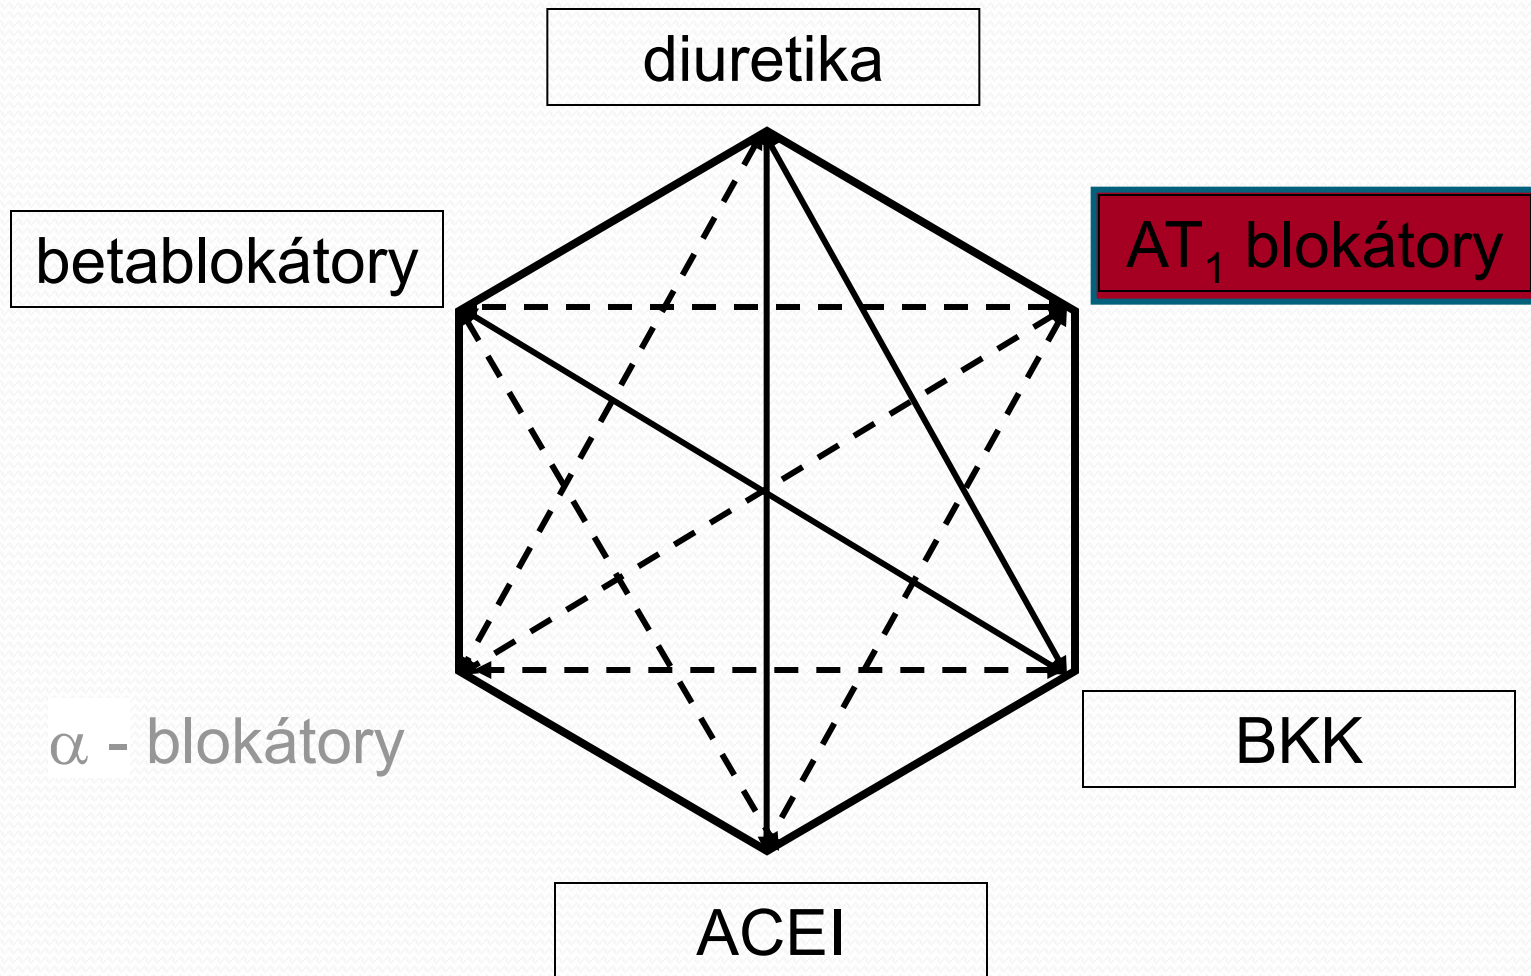 diuretika
betablokátory
AT₁ blokátory
α - blokátory
BKK
ACEI